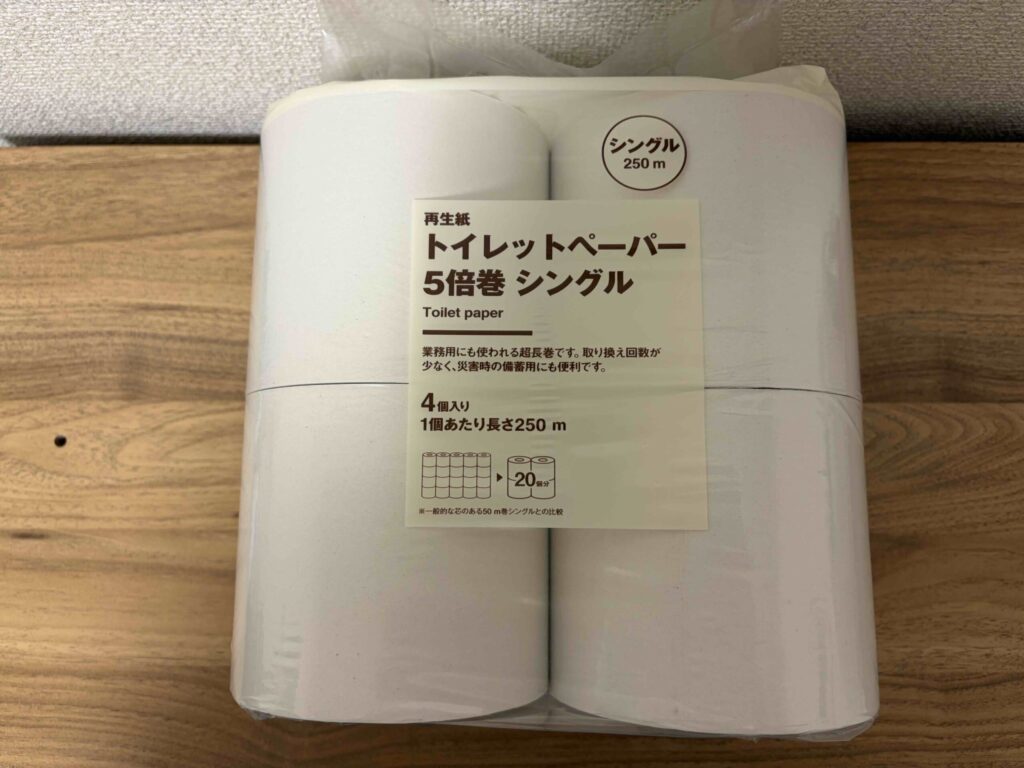 シングル
250 m
再生紙
トイレットペーパー
5倍巻 シングル
Toilet paper
業務用にも使われる超長巻です。取り換え回数が
少なく、災害時の備蓄用にも便利です。
4個入り
1個あたり長さ250 m
20個分
※一般的な芯のある50 m巻シングルとの比較